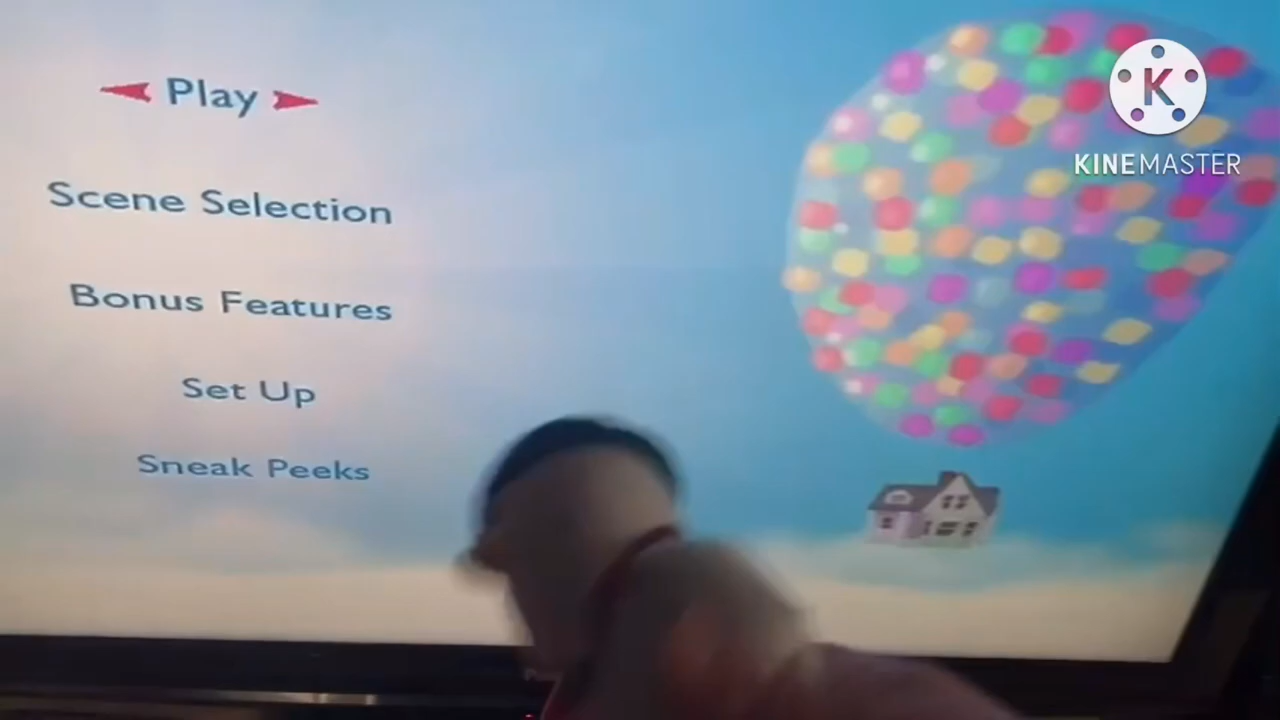 Play
Scene Selection
Bonus Features
Set Up
Sneak Peeks
K
KINEMASTER